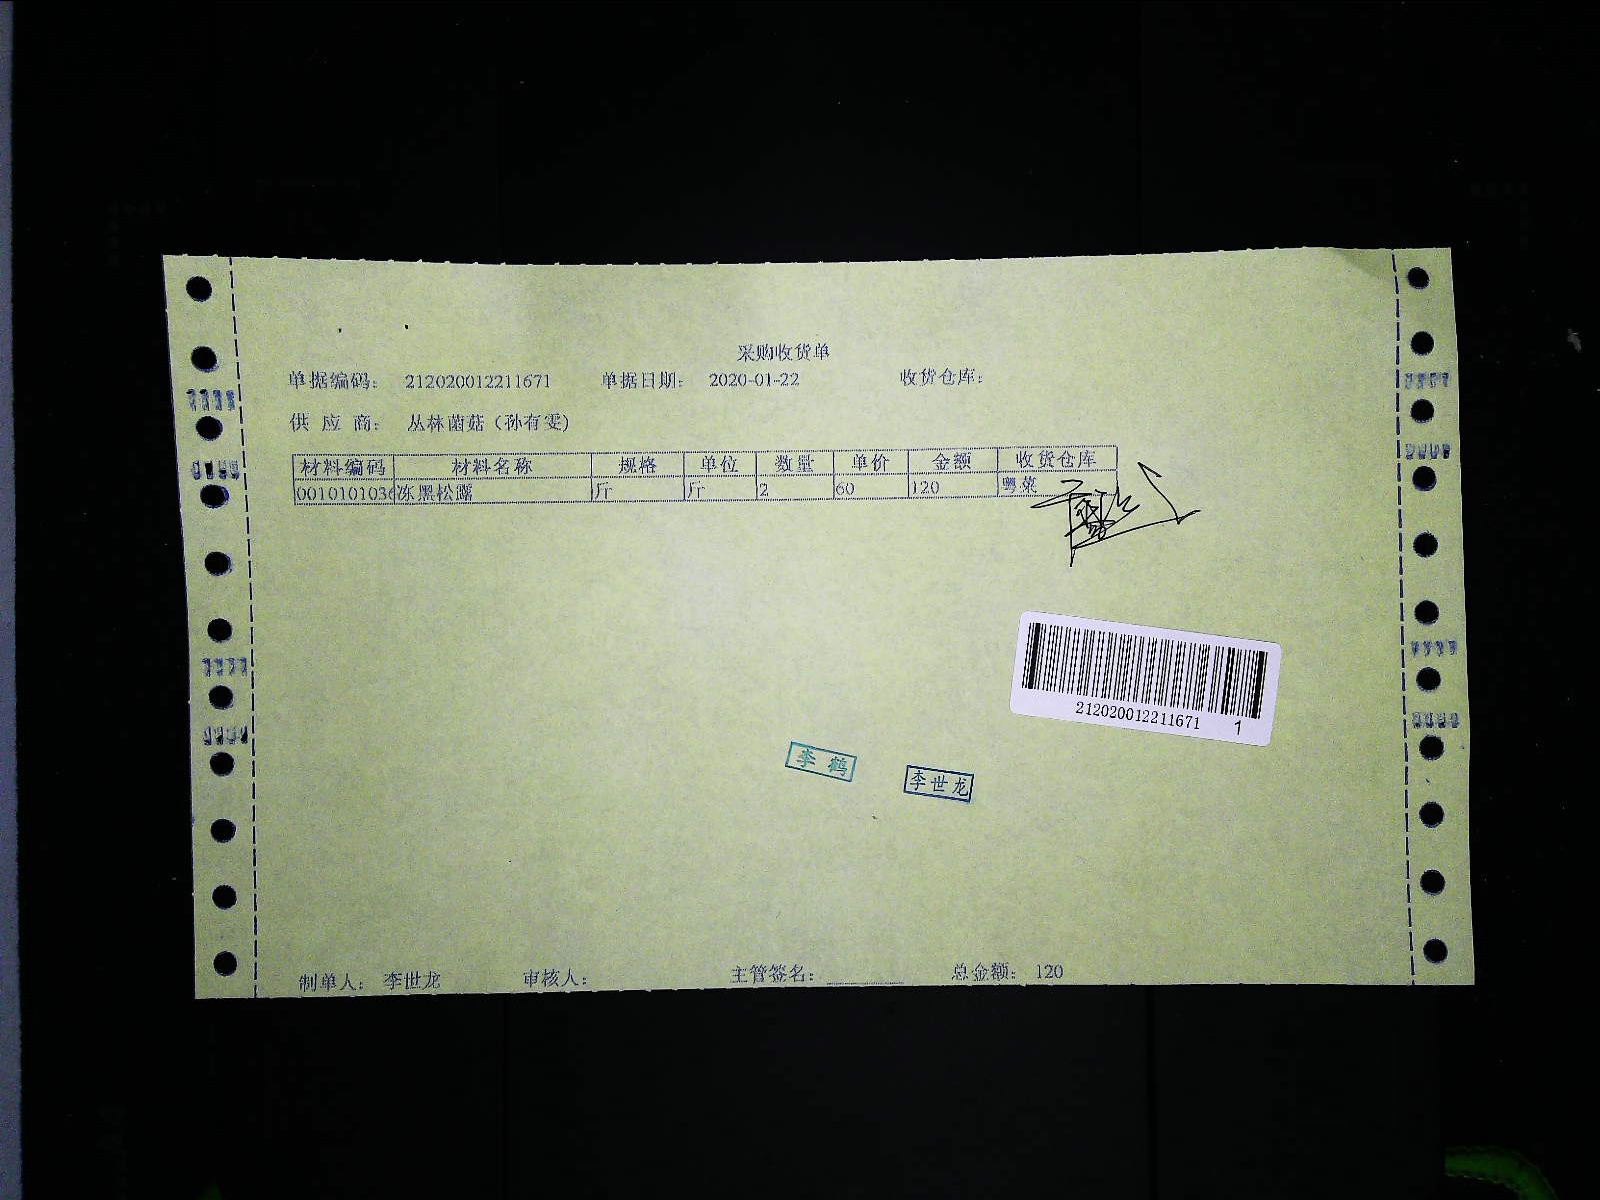 采购收货单
单据编码： 212020012211671 单据日期： 2020-01-22 收货仓库：
供 应 商： 丛林菌菇（孙有雯）
材料编码 材料名称 规格 单位 数量 单价 金额 收货仓库
0010101036 冻黑松露 斤 斤 2 60 120 粤菜
212020012211671 1
李鹤 李世龙
制单人： 李世龙 审核人： 主管签名： 总金额： 120